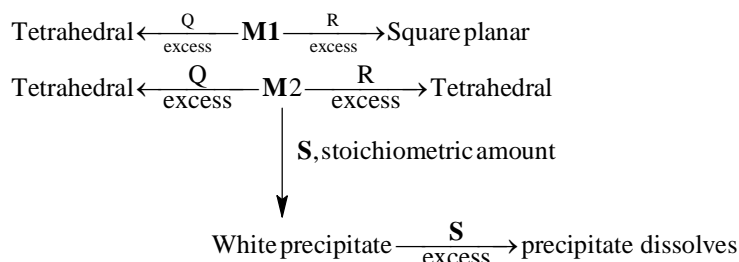 Tetrahedral Q excess M1 R excess Square planar
Tetrahedral Q excess M2 R excess Tetrahedral
S, stoichiometric amount
White precipitate S excess precipitate dissolves